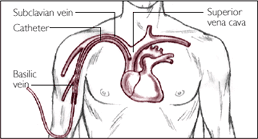 Subclavian vein
Catheter
Basilic
vein
Superior
vena cava